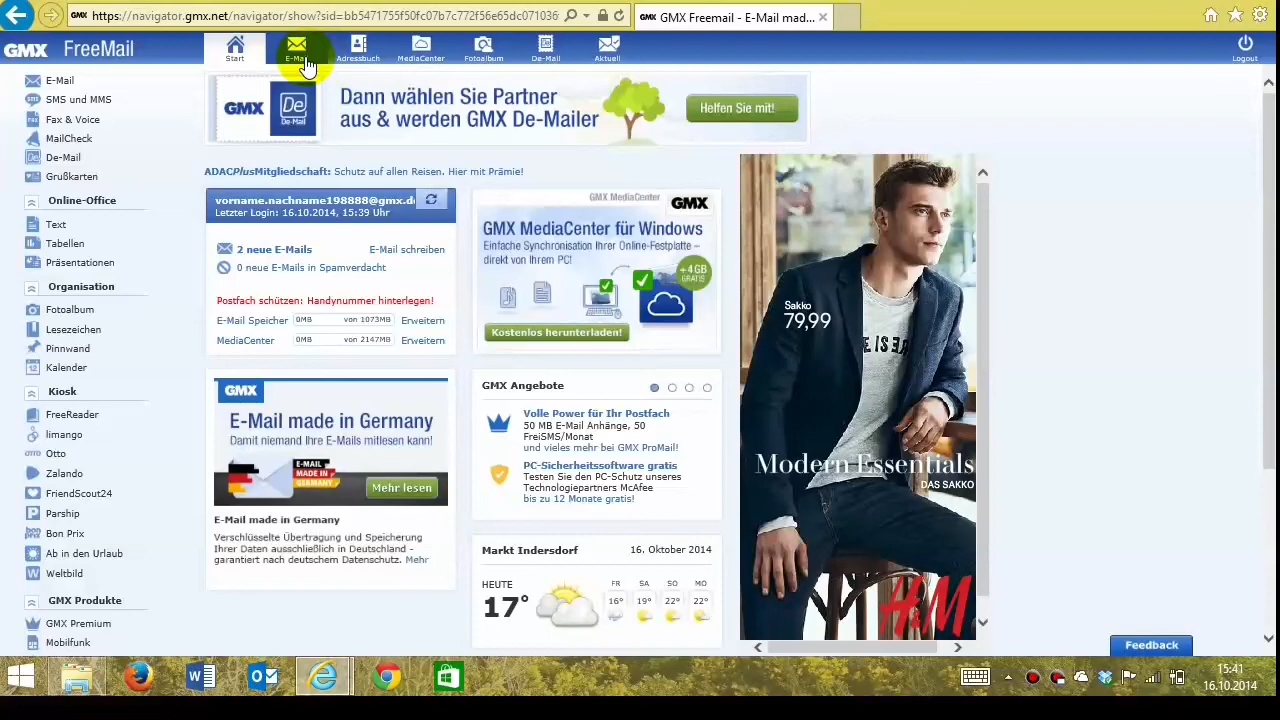 GMX https://navigator.gmx.net/navigator/show?sid=bb5471755f50fc07b7c772f56e65dc071036
GMX GMX Freemail - E-Mail mad...
GMX FreeMail
Start
E-Mail
Adressbuch
MediaCenter
Fotoalbum
De-Mail
Aktuell
Logout
E-Mail
SMS und MMS
Fax & Voice
MailCheck
De-Mail
Grußkarten
Online-Office
Text
Tabellen
Präsentationen
Organisation
Fotoalbum
Lesezeichen
Pinnwand
Kalender
Kiosk
FreeReader
limango
OTTO Otto
Zalando
FriendScout24
Parship
bon prix Bon Prix
Ab in den Urlaub
Weltbild
GMX Produkte
GMX Premium
Mobilfunk
GMX De De-Mail
Dann wählen Sie Partner
aus & werden GMX De-Mailer
Helfen Sie mit!
ADACPlusMitgliedschaft: Schutz auf allen Reisen. Hier mit Prämie!
vorname.nachname198888@gmx.de
Letzter Login: 16.10.2014, 15:39 Uhr
2 neue E-Mails E-Mail schreiben
0 neue E-Mails in Spamverdacht
Postfach schützen: Handynummer hinterlegen!
E-Mail Speicher 0MB von 1073MB Erweitern
MediaCenter 0MB von 2147MB Erweitern
GMX MediaCenter GMX
GMX MediaCenter für Windows
Einfache Synchronisation Ihrer Online-Festplatte –
direkt von Ihrem PC!
+4GB
GRATIS
Kostenlos herunterladen!
GMX
E-Mail made in Germany
Damit niemand Ihre E-Mails mitlesen kann!
E-MAIL
MADE IN
GERMANY
Mehr lesen
E-Mail made in Germany
Verschlüsselte Übertragung und Speicherung
Ihrer Daten ausschließlich in Deutschland -
garantiert nach deutschem Datenschutz. Mehr
GMX Angebote
Volle Power für Ihr Postfach
50 MB E-Mail Anhänge, 50
FreiSMS/Monat
und vieles mehr bei GMX ProMail!
PC-Sicherheitssoftware gratis
Testen Sie den PC-Schutz unseres
Technologiepartners McAfee
bis zu 12 Monate gratis!
Markt Indersdorf 16. Oktober 2014
HEUTE FR SA SO MO
17° 16° 19° 22° 22°
Sakko
79,99
Modern Essentials
DAS SAKKO
H&M
Feedback
15:41
16.10.2014